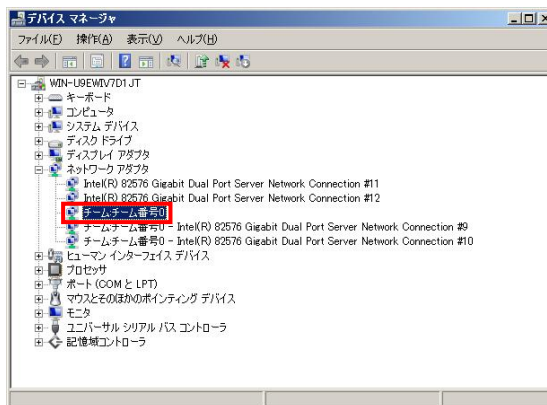 デバイス マネージャ
ファイル(F) 操作(A) 表示(V) ヘルプ(H)
WIN-U9EWIV7D1JT
キーボード
コンピュータ
システム デバイス
ディスク ドライブ
ディスプレイ アダプタ
ネットワーク アダプタ
Intel(R) 82576 Gigabit Dual Port Server Network Connection #11
Intel(R) 82576 Gigabit Dual Port Server Network Connection #12
チーム:チーム番号0
チーム:チーム番号0 - Intel(R) 82576 Gigabit Dual Port Server Network Connection #9
チーム:チーム番号0 - Intel(R) 82576 Gigabit Dual Port Server Network Connection #10
ヒューマン インターフェイス デバイス
プロセッサ
ポート (COM と LPT)
マウスとそのほかのポインティング デバイス
モニタ
ユニバーサル シリアル バス コントローラ
記憶域コントローラ